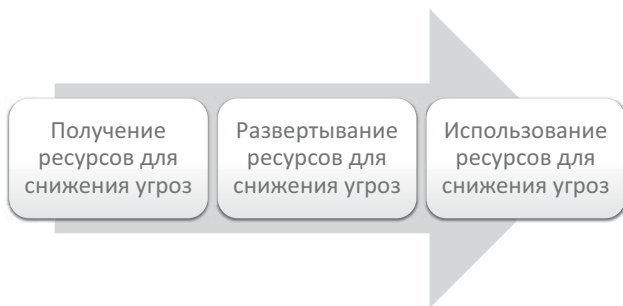 Получение
ресурсов для
снижения угроз
Развертывание
ресурсов для
снижения угроз
Использование
ресурсов для
снижения угроз